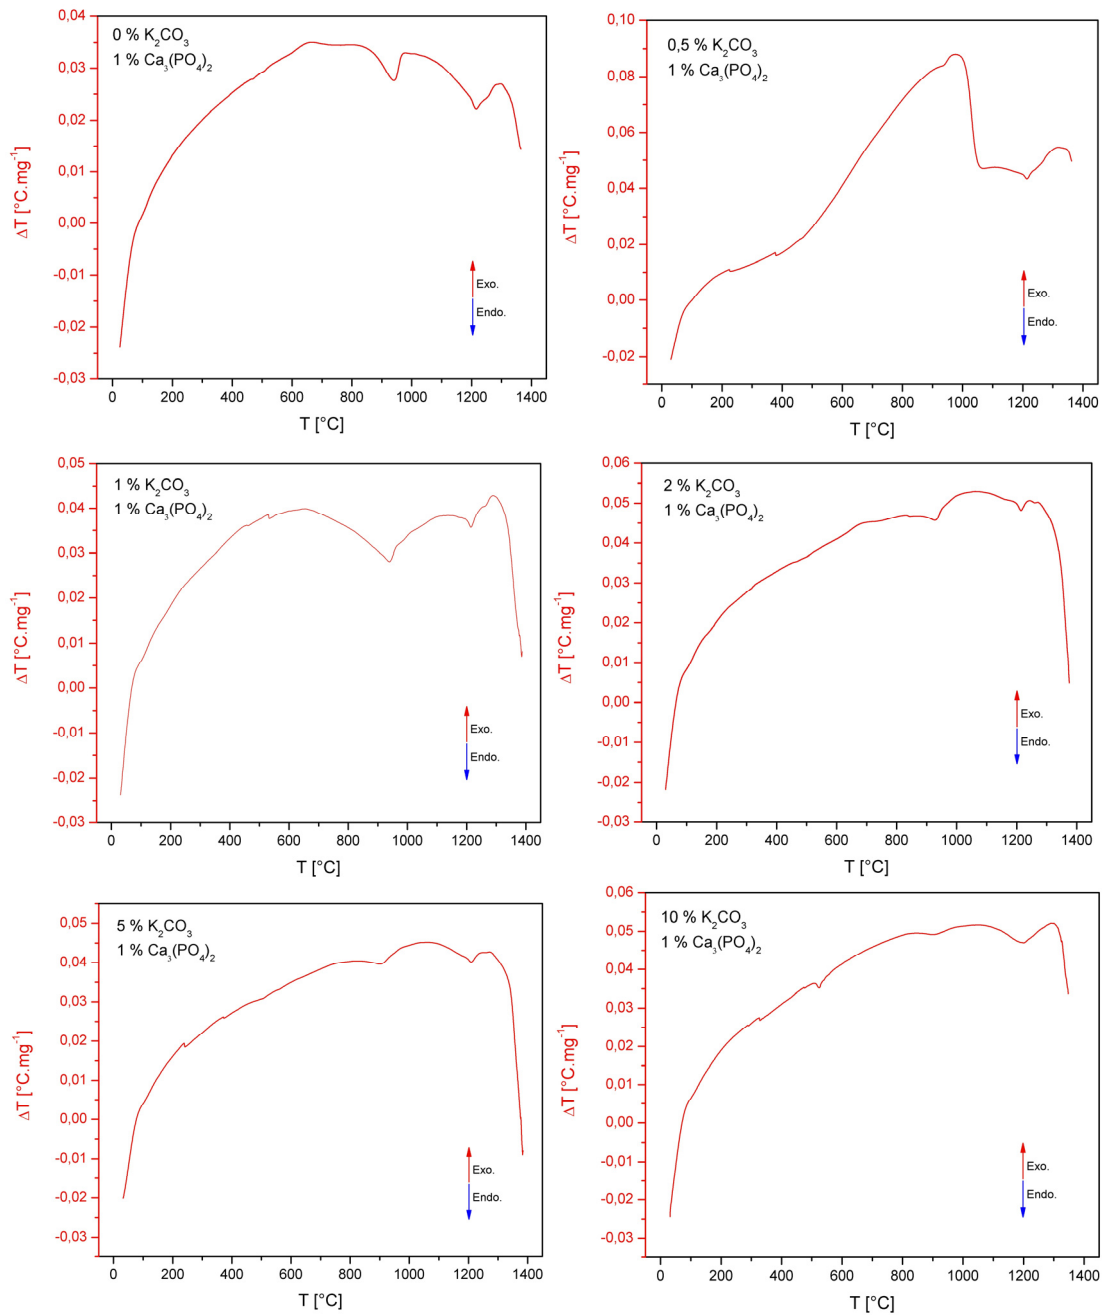 0 % K₂CO₃
1 % Ca₃(PO₄)₂
0,04
0,03
0,02
0,01
0,00
-0,01
-0,02
-0,03
ΔT [°C.mg⁻¹]
Exo.
Endo.
0 200 400 600 800 1000 1200 1400
T [°C]
0,5 % K₂CO₃
1 % Ca₃(PO₄)₂
0,10
0,08
0,06
0,04
0,02
0,00
-0,02
ΔT [°C.mg⁻¹]
Exo.
Endo.
0 200 400 600 800 1000 1200 1400
T [°C]
1 % K₂CO₃
1 % Ca₃(PO₄)₂
0,05
0,04
0,03
0,02
0,01
0,00
-0,01
-0,02
-0,03
ΔT [°C.mg⁻¹]
Exo.
Endo.
0 200 400 600 800 1000 1200 1400
T [°C]
2 % K₂CO₃
1 % Ca₃(PO₄)₂
0,06
0,05
0,04
0,03
0,02
0,01
0,00
-0,01
-0,02
-0,03
ΔT [°C.mg⁻¹]
Exo.
Endo.
0 200 400 600 800 1000 1200 1400
T [°C]
5 % K₂CO₃
1 % Ca₃(PO₄)₂
0,05
0,04
0,03
0,02
0,01
0,00
-0,01
-0,02
-0,03
ΔT [°C.mg⁻¹]
Exo.
Endo.
0 200 400 600 800 1000 1200 1400
T [°C]
10 % K₂CO₃
1 % Ca₃(PO₄)₂
0,06
0,05
0,04
0,03
0,02
0,01
0,00
-0,01
-0,02
-0,03
ΔT [°C.mg⁻¹]
Exo.
Endo.
0 200 400 600 800 1000 1200 1400
T [°C]